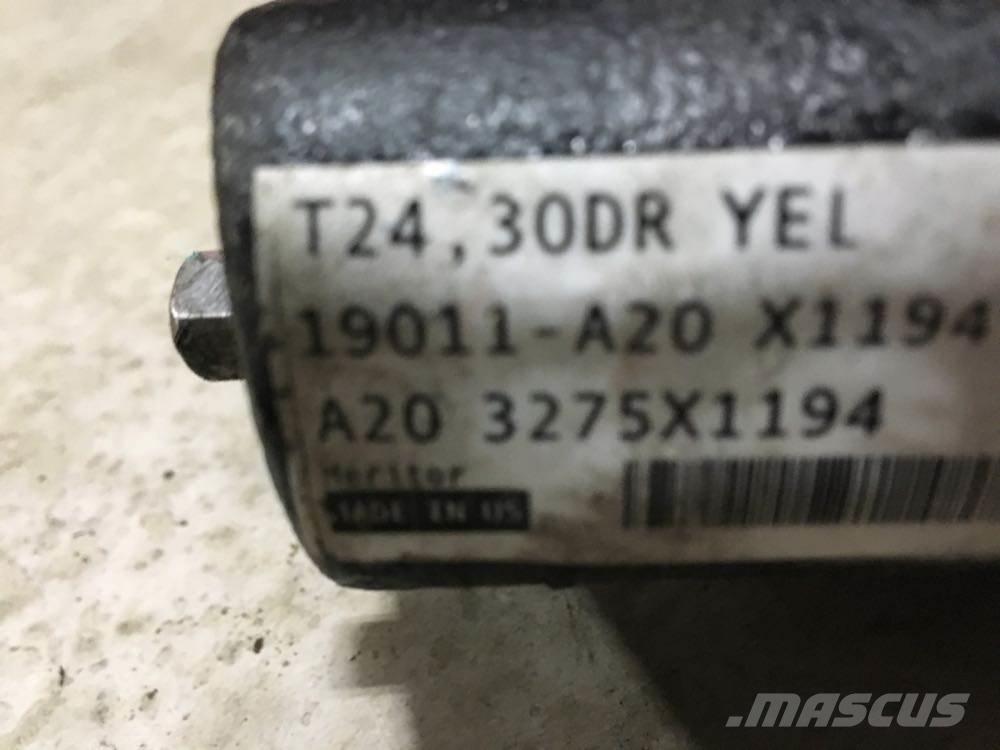 T24,30DR YEL
19011-A20 X1194
A20 3275X1194
Meritor
MADE IN US
MASCUS